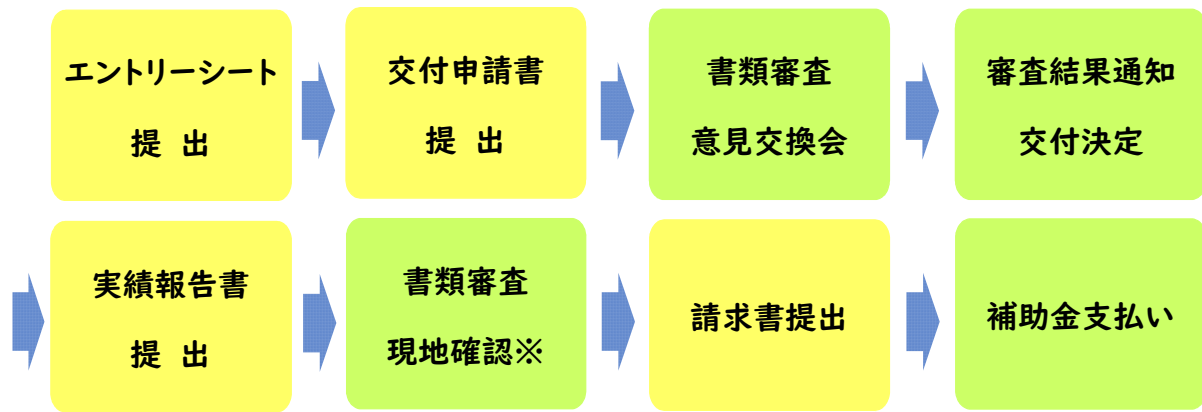 エントリーシート
提 出
交付申請書
提 出
書類審査
意見交換会
審査結果通知
交付決定
実績報告書
提 出
書類審査
現地確認※
請求書提出
補助金支払い